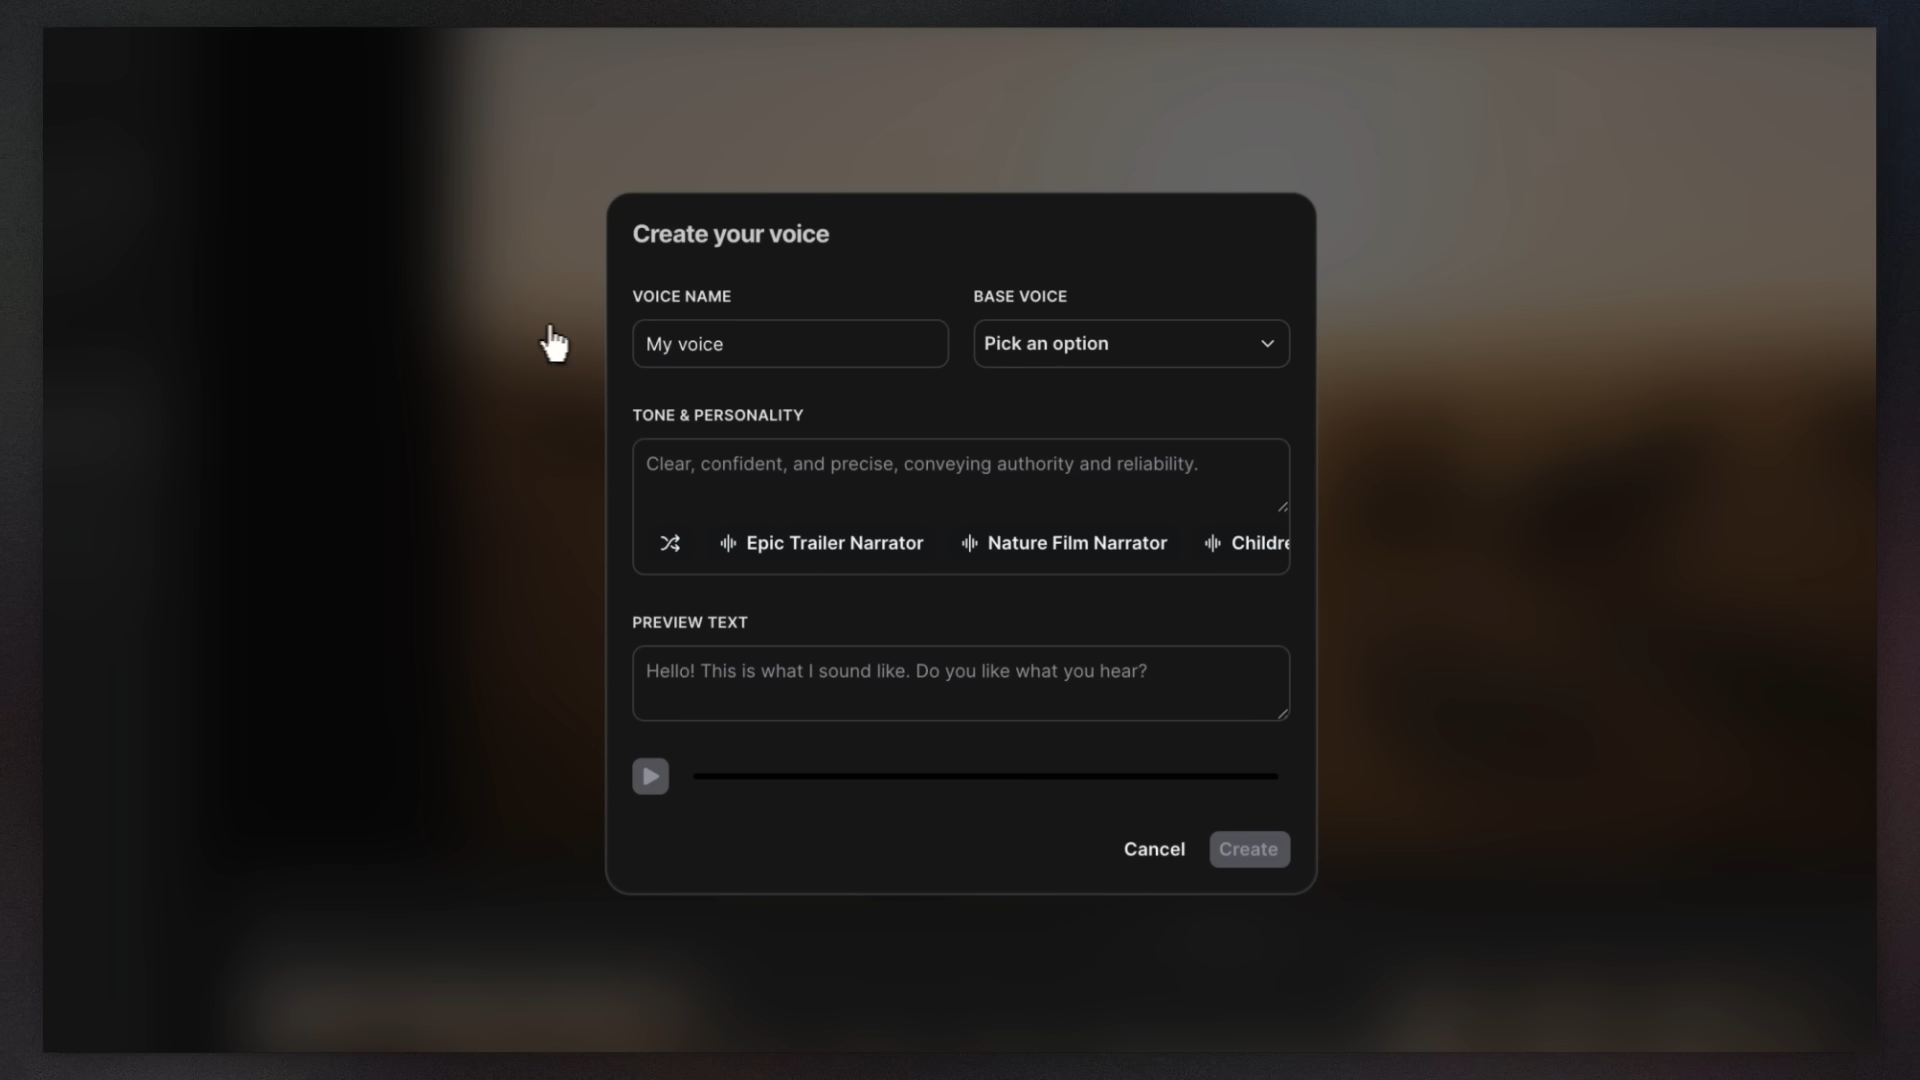 Create your voice
VOICE NAME
BASE VOICE
My voice
Pick an option
TONE & PERSONALITY
Clear, confident, and precise, conveying authority and reliability.
Epic Trailer Narrator
Nature Film Narrator
Childre
PREVIEW TEXT
Hello! This is what I sound like. Do you like what you hear?
Cancel
Create